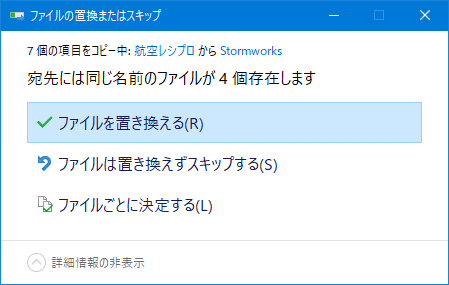 ファイルの置換またはスキップ
7 個の項目をコピー中: 航空レシプロ から Stormworks
宛先には同じ名前のファイルが 4 個存在します
ファイルを置き換える(R)
ファイルは置き換えずスキップする(S)
ファイルごとに決定する(L)
詳細情報の非表示